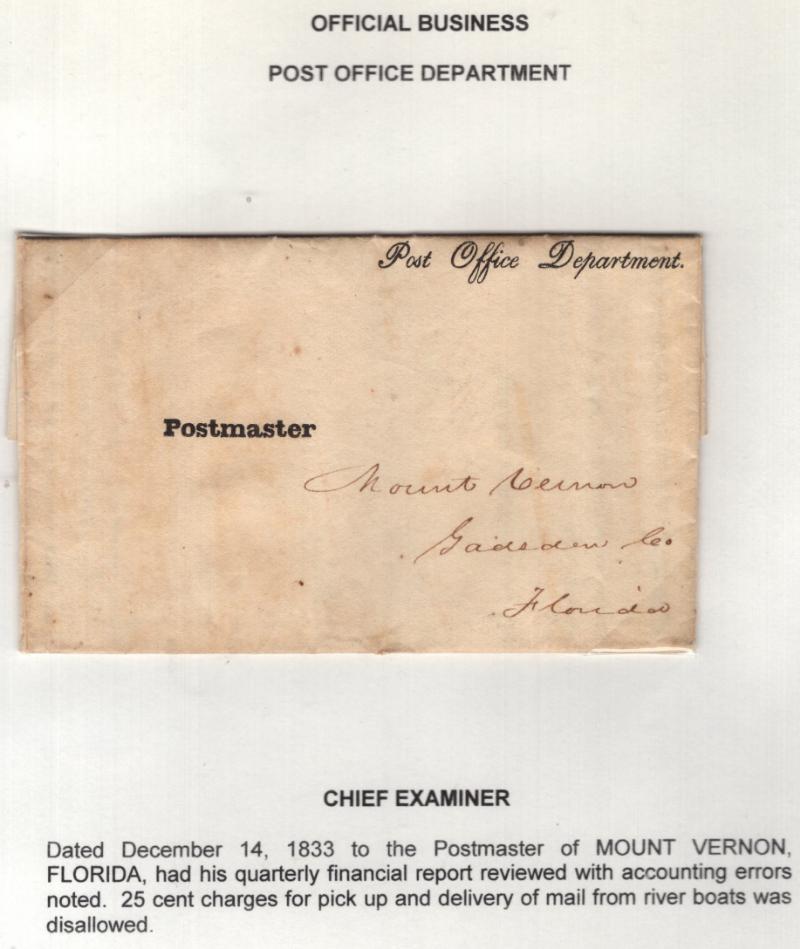 OFFICIAL BUSINESS
POST OFFICE DEPARTMENT
Post Office Department.
Postmaster
Mount Vernon
Gadsden Co
Florida
CHIEF EXAMINER
Dated December 14, 1833 to the Postmaster of MOUNT VERNON,
FLORIDA, had his quarterly financial report reviewed with accounting errors
noted. 25 cent charges for pick up and delivery of mail from river boats was
disallowed.